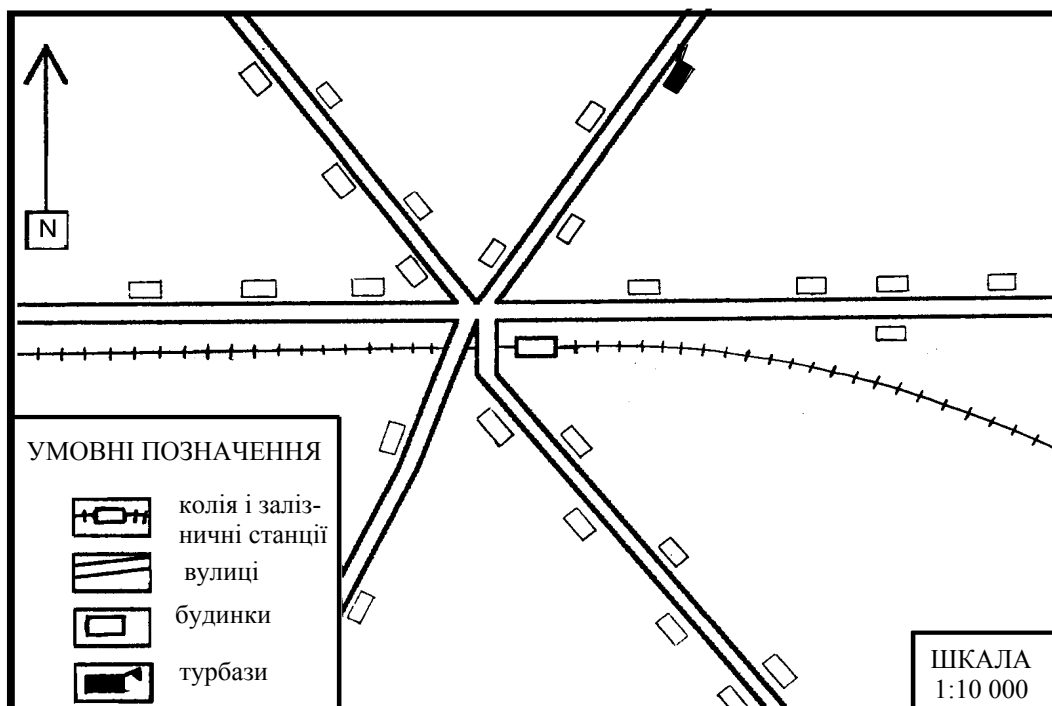 N
УМОВНІ ПОЗНАЧЕННЯ
колія і заліз-
ничні станції
вулиці
будинки
турбази
ШКАЛА
1:10 000